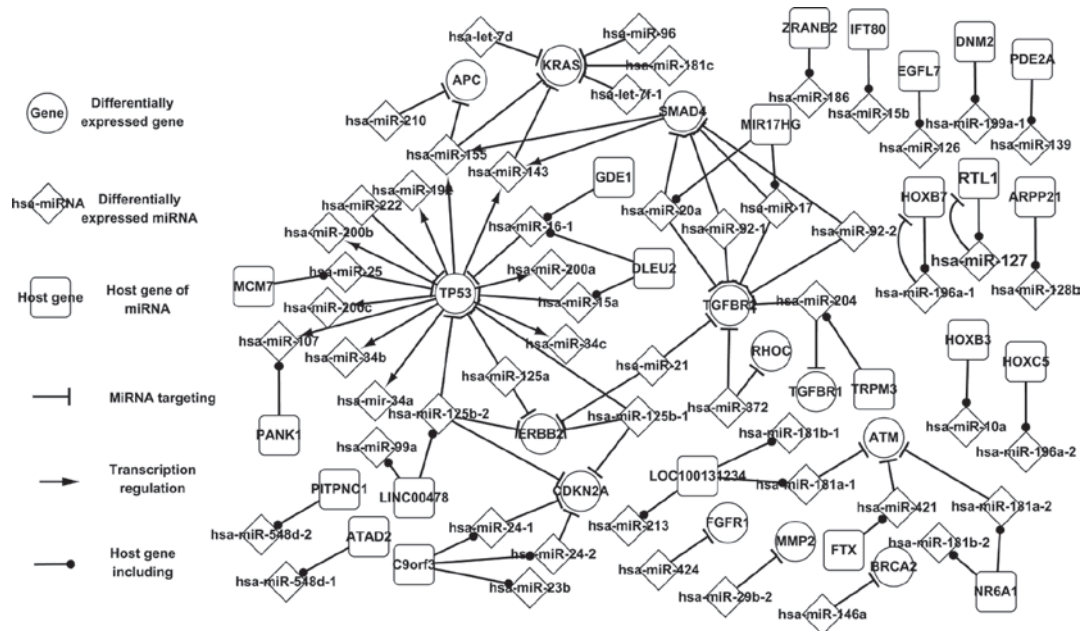 Gene
Differentially
expressed gene
hsa-miRNA
Differentially
expressed miRNA
Host gene
Host gene of
miRNA
MiRNA targeting
Transcription
regulation
Host gene
including
hsa-let-7d
hsa-miR-96
KRAS
hsa-miR-181c
hsa-let-7f-1
APC
hsa-miR-210
hsa-miR-155
hsa-miR-143
SMAD4
MIR17HG
ZRANB2
hsa-miR-186
IFT80
hsa-miR-15b
EGFL7
hsa-miR-126
DNM2
hsa-miR-199a-1
PDE2A
hsa-miR-139
hsa-miR-192
hsa-miR-222
hsa-miR-200b
GDE1
hsa-miR-16-1
hsa-miR-20a
hsa-miR-17
hsa-miR-92-1
hsa-miR-92-2
HOXB7
hsa-miR-196a-1
RTL1
hsa-miR-127
ARPP21
hsa-miR-128b
MCM7
hsa-miR-25
hsa-miR-200c
hsa-miR-107
hsa-miR-34b
hsa-mir-34a
TP53
hsa-miR-200a
hsa-miR-15a
DLEU2
hsa-miR-34c
hsa-miR-125a
hsa-miR-21
hsa-miR-204
RHOC
hsa-miR-372
TGFBR1
TRPM3
HOXB3
hsa-miR-10a
HOXC5
hsa-miR-196a-2
PANK1
hsa-miR-125b-2
ERBB2
hsa-miR-125b-1
hsa-miR-99a
LINC00478
CDKN2A
LOC100131234
hsa-miR-181b-1
hsa-miR-181a-1
hsa-miR-213
ATM
hsa-miR-421
hsa-miR-181a-2
FTX
hsa-miR-181b-2
NR6A1
PITPNC1
hsa-miR-548d-2
ATAD2
hsa-miR-548d-1
C9orf3
hsa-miR-24-1
hsa-miR-24-2
hsa-miR-23b
FGFR1
hsa-miR-424
MMP2
hsa-miR-29b-2
BRCA2
hsa-miR-146a